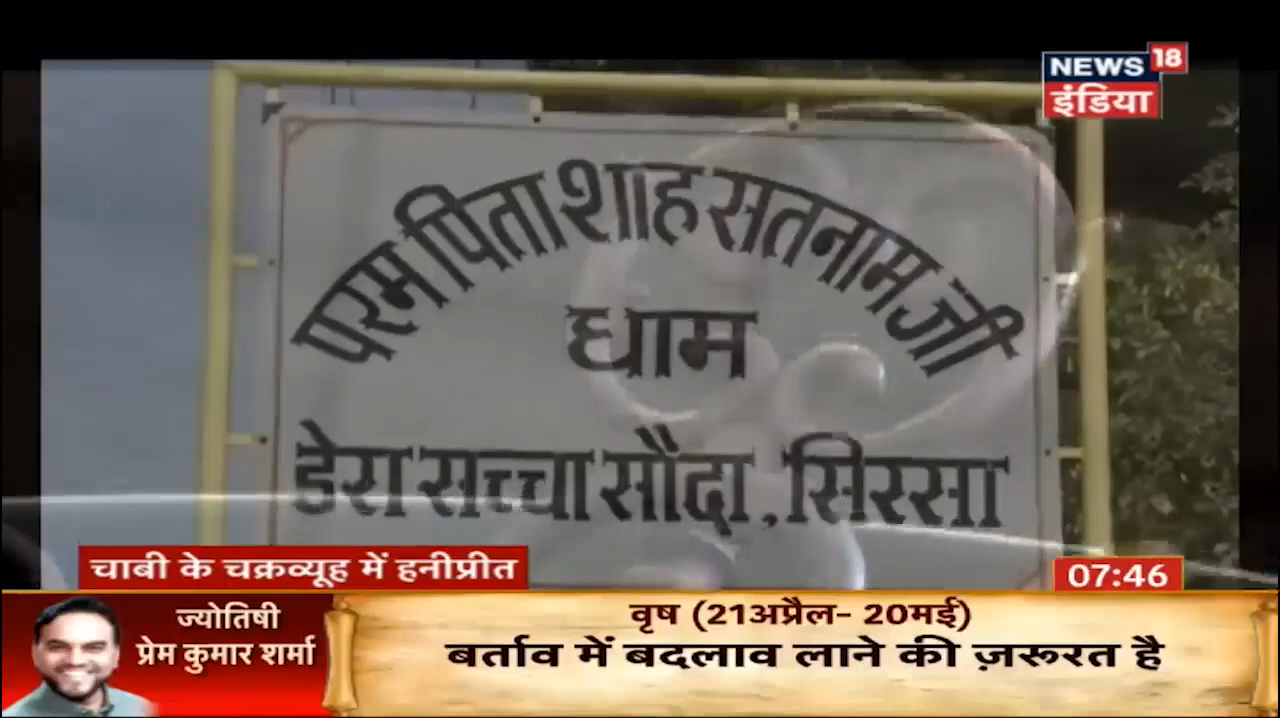 NEWS 18
इंडिया
परम पिता शाह सतनाम जी
धाम
डेरा सच्चा सौदा, सिरसा
चाबी के चक्रव्यूह में हनीप्रीत
07:46
ज्योतिषी
प्रेम कुमार शर्मा
वृष (21अप्रैल- 20मई)
बर्ताव में बदलाव लाने की ज़रूरत है